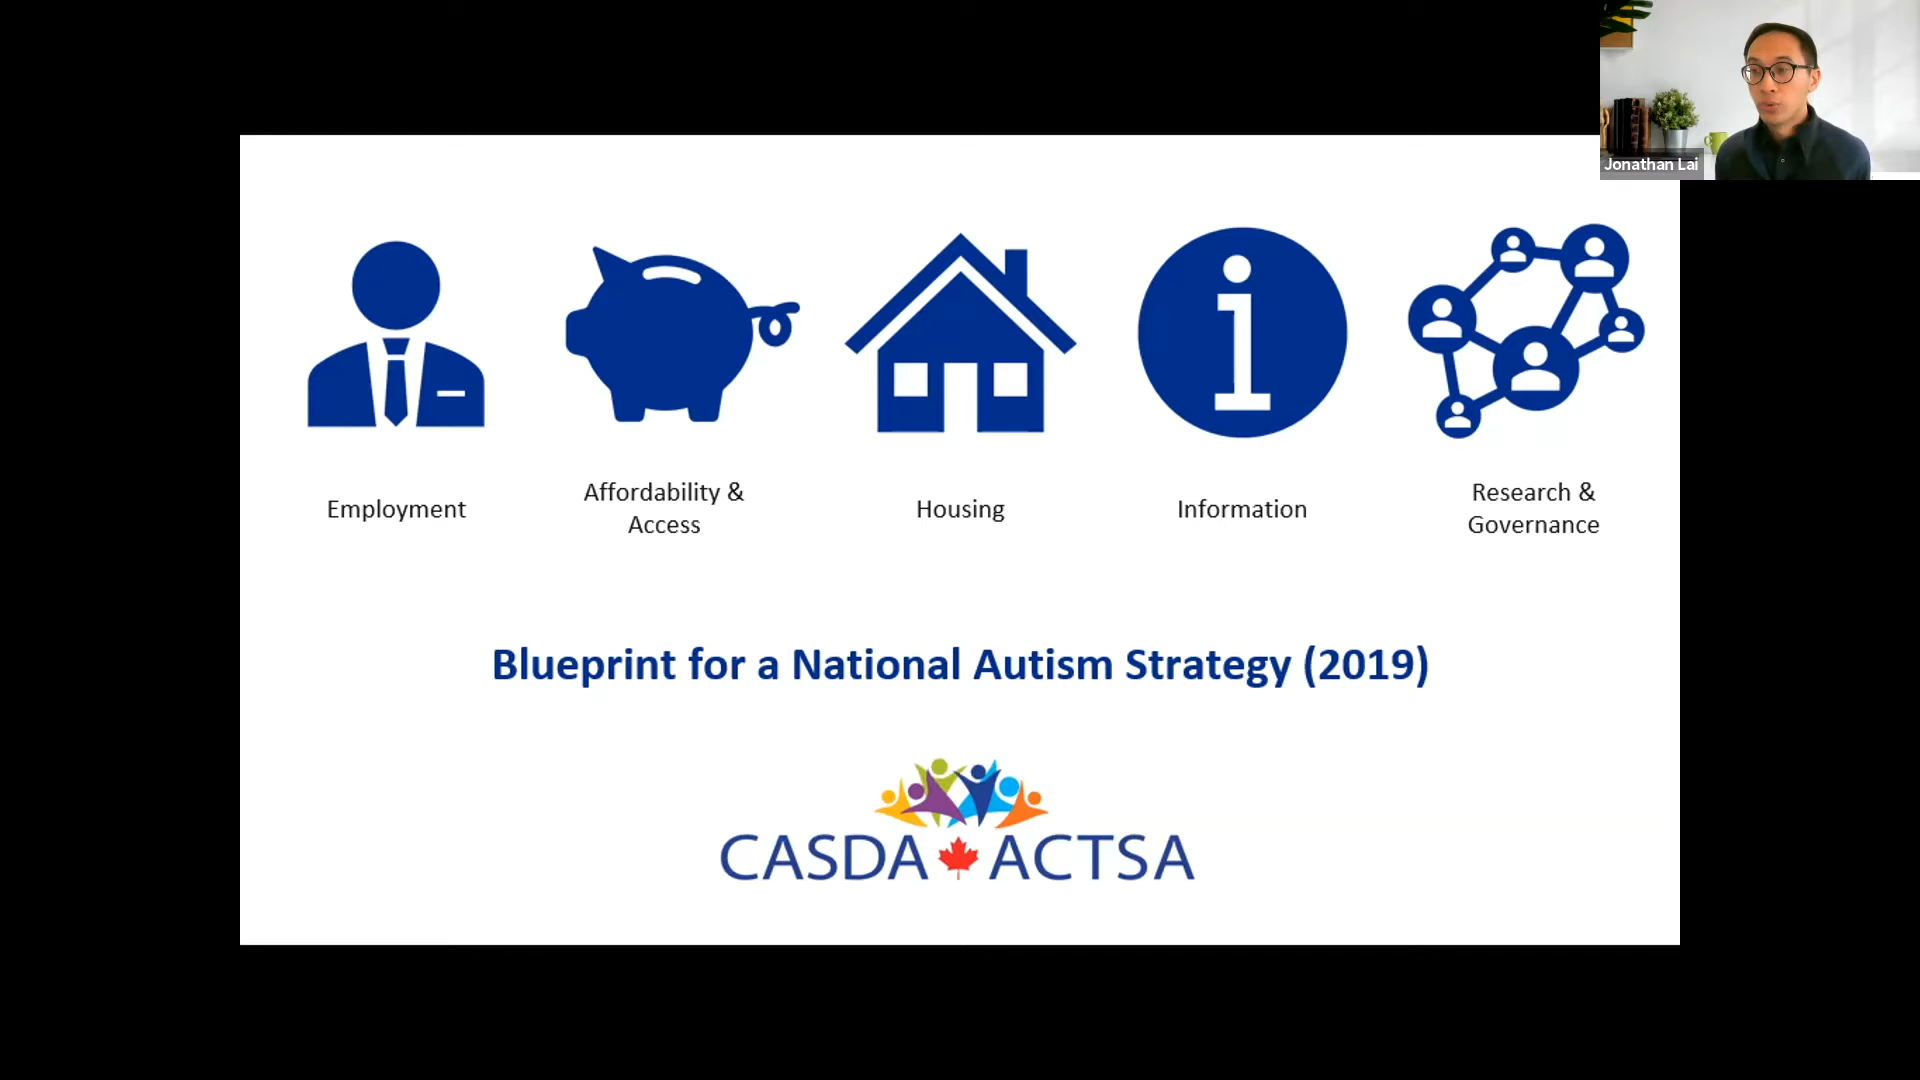 Jonathan Lai
Employment
Affordability &
Access
Housing
Information
Research &
Governance
Blueprint for a National Autism Strategy (2019)
CASDA ACTSA